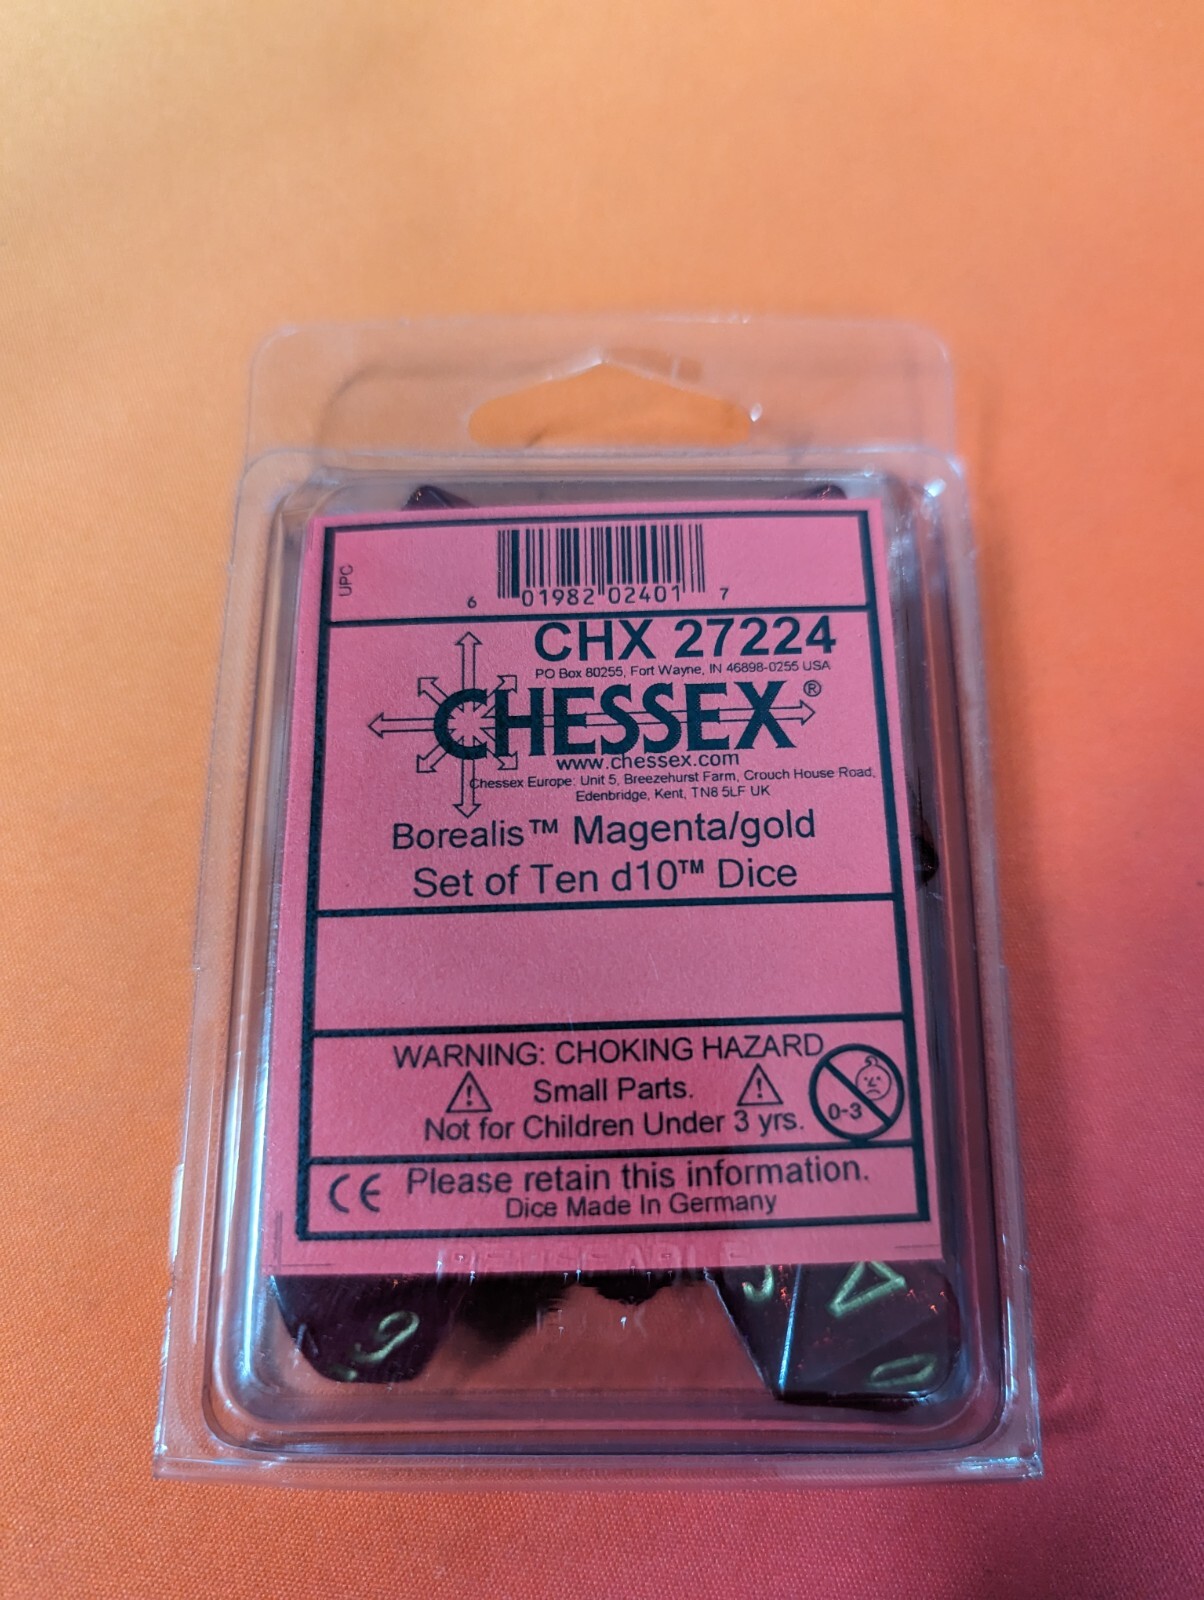 UPC
6 01982 02401 7
CHX 27224
PO Box 80255, Fort Wayne, IN 46898-0255 USA
CHESSEX®
www.chessex.com
Chessex Europe: Unit 5, Breezehurst Farm, Crouch House Road,
Edenbridge, Kent, TN8 5LF UK
Borealis™ Magenta/gold
Set of Ten d10™ Dice
WARNING: CHOKING HAZARD
Small Parts.
Not for Children Under 3 yrs.
0-3
CE Please retain this information.
Dice Made In Germany